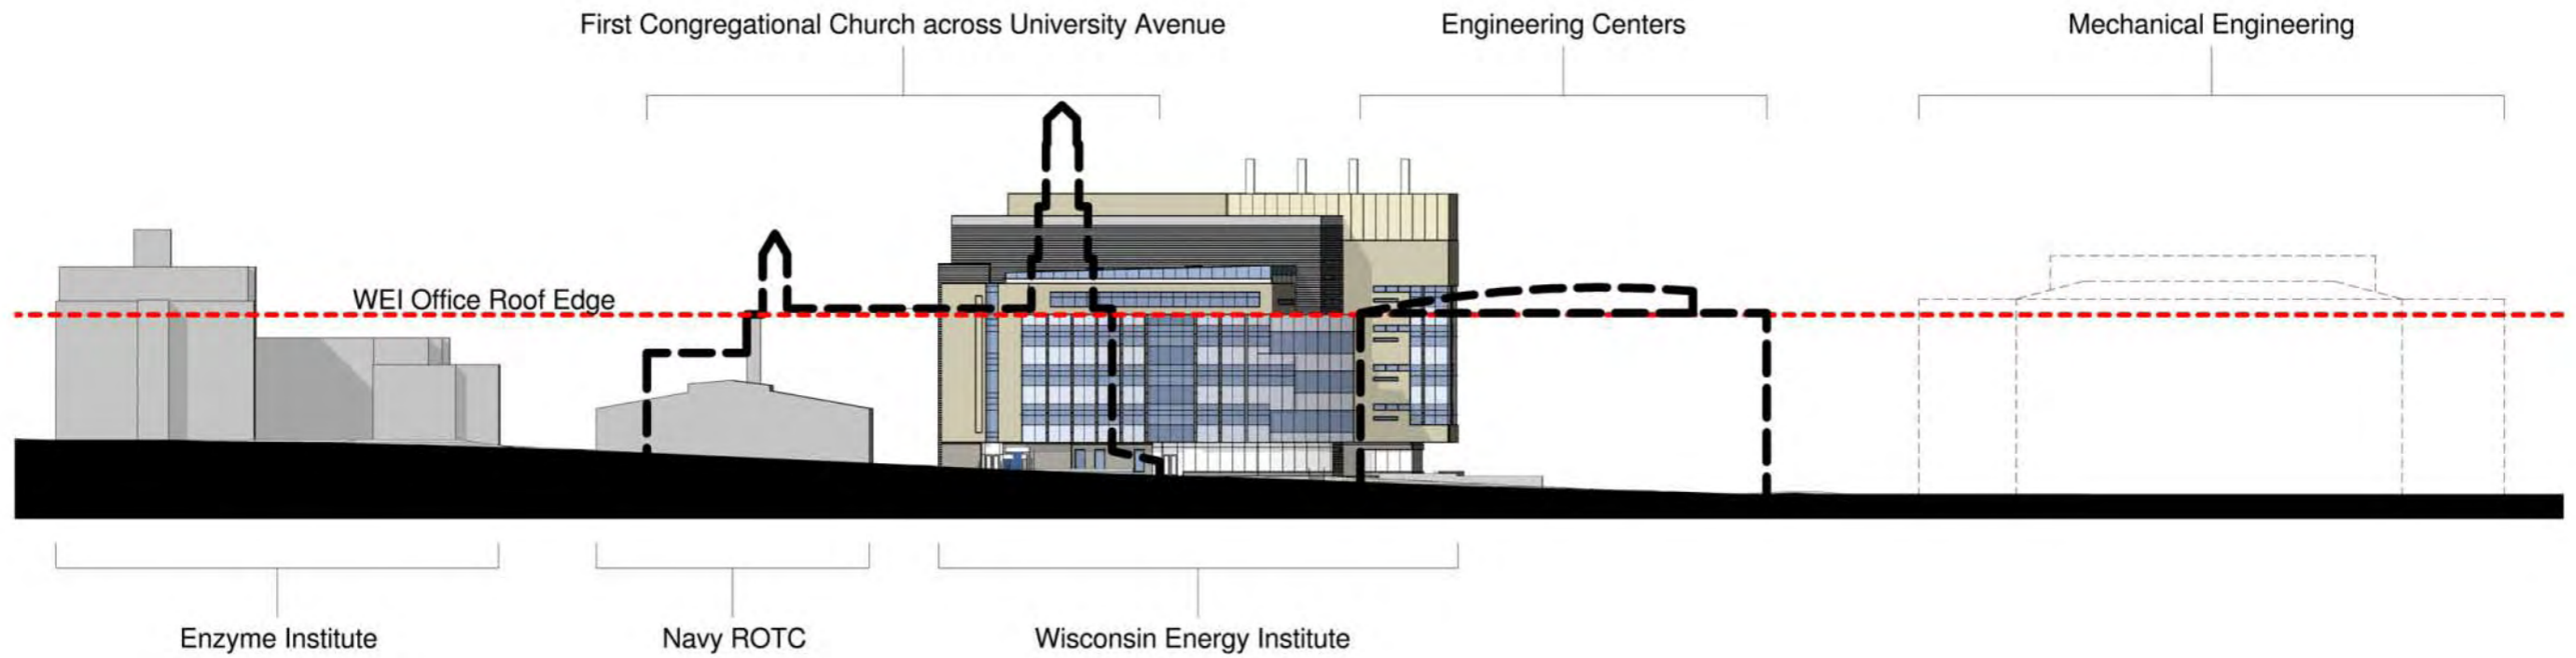 First Congregational Church across University Avenue
Engineering Centers
Mechanical Engineering
WEI Office Roof Edge
Enzyme Institute
Navy ROTC
Wisconsin Energy Institute